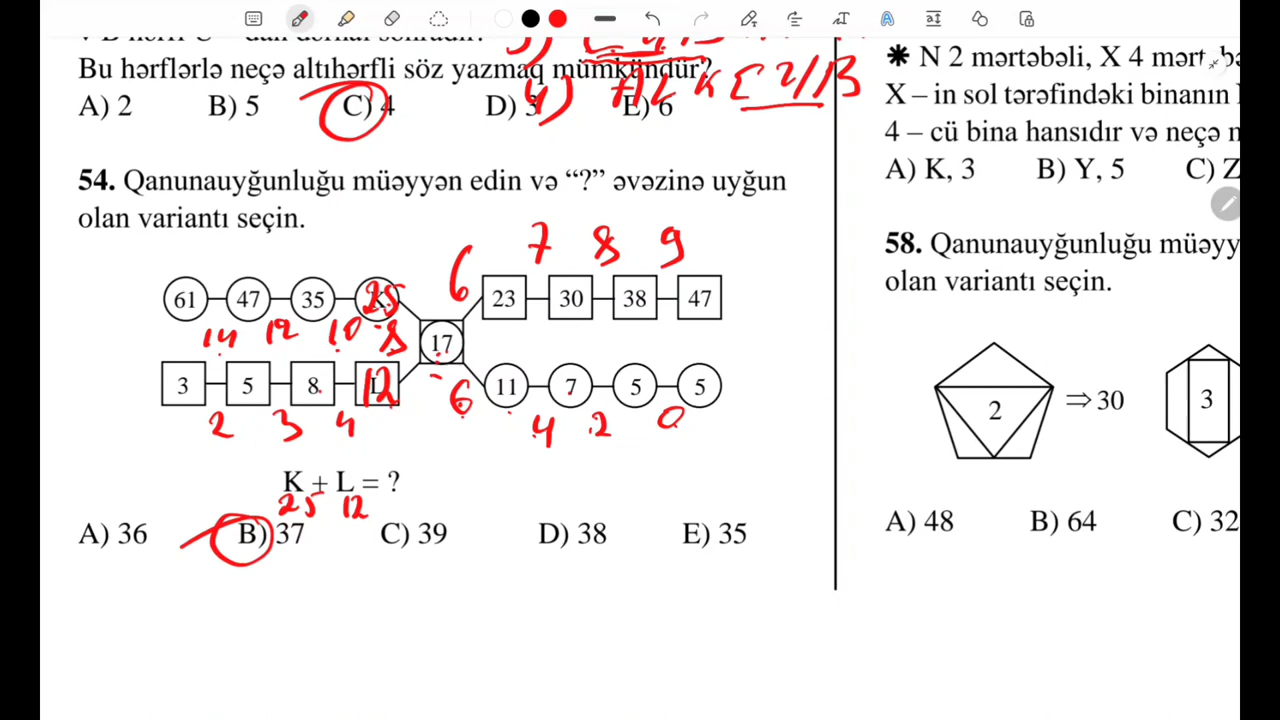 Bu hərflərlə neçə altıhərfli söz yazmaq mümkündür?
A) 2 B) 5 C) 4 D) 3 E) 6
4)
54. Qanunauyğunluğu müəyyən edin və “?” əvəzinə uyğun
olan variantı seçin.
6 7 8 9
61 47 35 25 23 30 38 47
14 12 10 8 17
3 5 8 12 11 7 5 5
2 3 4 6 4 2 0
K + L = ?
25 12
A) 36 B) 37 C) 39 D) 38 E) 35
✱ N 2 mərtəbəli, X 4 mərtəbə
X – in sol tərəfindəki binanın
4 – cü bina hansıdır və neçə
A) K, 3 B) Y, 5 C) Z
58. Qanunauyğunluğu müəyy
olan variantı seçin.
2 ⇒ 30 3
A) 48 B) 64 C) 32